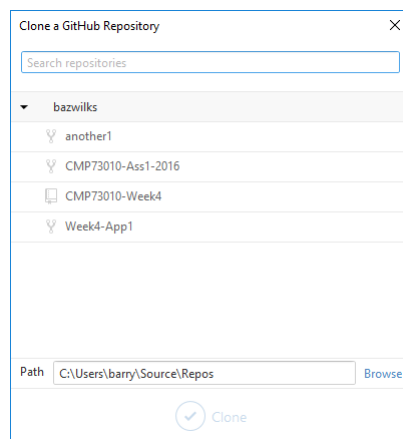 Clone a GitHub Repository
Search repositories
bazwilks
another1
CMP73010-Ass1-2016
CMP73010-Week4
Week4-App1
Path C:\Users\barry\Source\Repos Browse
Clone